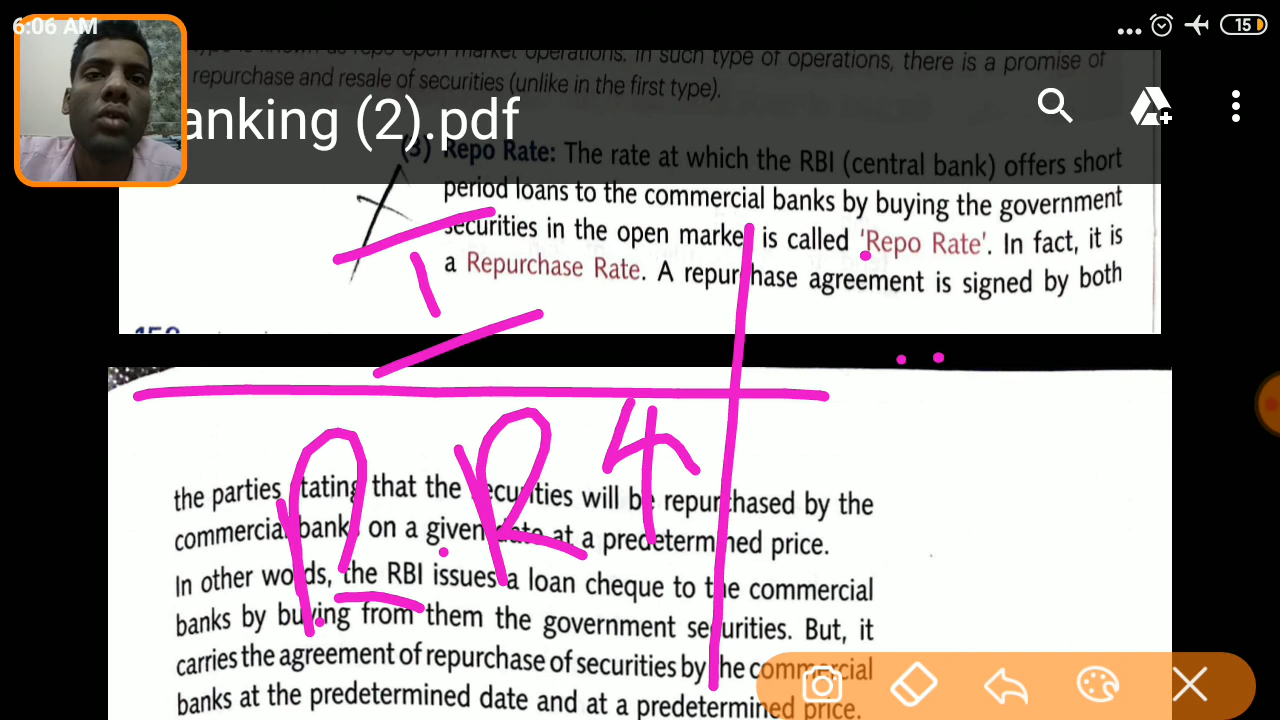 6:06 AM
15
type is known as repo open market operations. In such type of operations, there is a promise of
repurchase and resale of securities (unlike in the first type).
anking (2).pdf
(3) Repo Rate: The rate at which the RBI (central bank) offers short
period loans to the commercial banks by buying the government
securities in the open market is called 'Repo Rate'. In fact, it is
a Repurchase Rate. A repurchase agreement is signed by both
the parties stating that the securities will be repurchased by the
commercial banks on a given date at a predetermined price.
In other words, the RBI issues a loan cheque to the commercial
banks by buying from them the government securities. But, it
carries the agreement of repurchase of securities by the commercial
banks at the predetermined date and at a predetermined price.